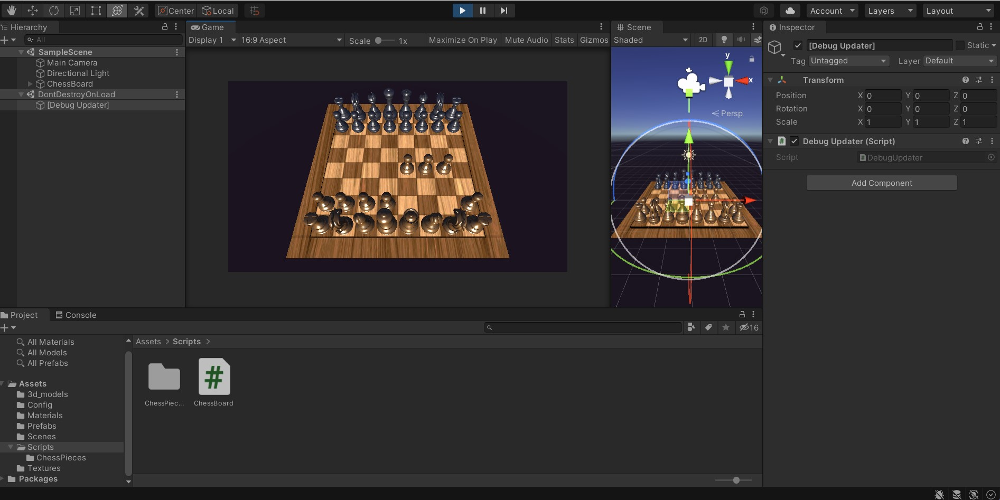 Center
Local
Account
Layers
Layout
Hierarchy
All
SampleScene
Main Camera
Directional Light
ChessBoard
DontDestroyOnLoad
[Debug Updater]
Game
Display 1
16:9 Aspect
Scale 1x
Maximize On Play
Mute Audio
Stats
Gizmos
Scene
Shaded
2D
y
x
Persp
Inspector
[Debug Updater]
Static
Tag Untagged
Layer Default
Transform
Position X 0 Y 0 Z 0
Rotation X 0 Y 0 Z 0
Scale X 1 Y 1 Z 1
# Debug Updater (Script)
Script DebugUpdater
Add Component
Project
Console
16
All Materials
All Models
All Prefabs
Assets
3d_models
Config
Materials
Prefabs
Scenes
Scripts
ChessPieces
Textures
Packages
Assets > Scripts >
#
ChessPiec...
ChessBoard